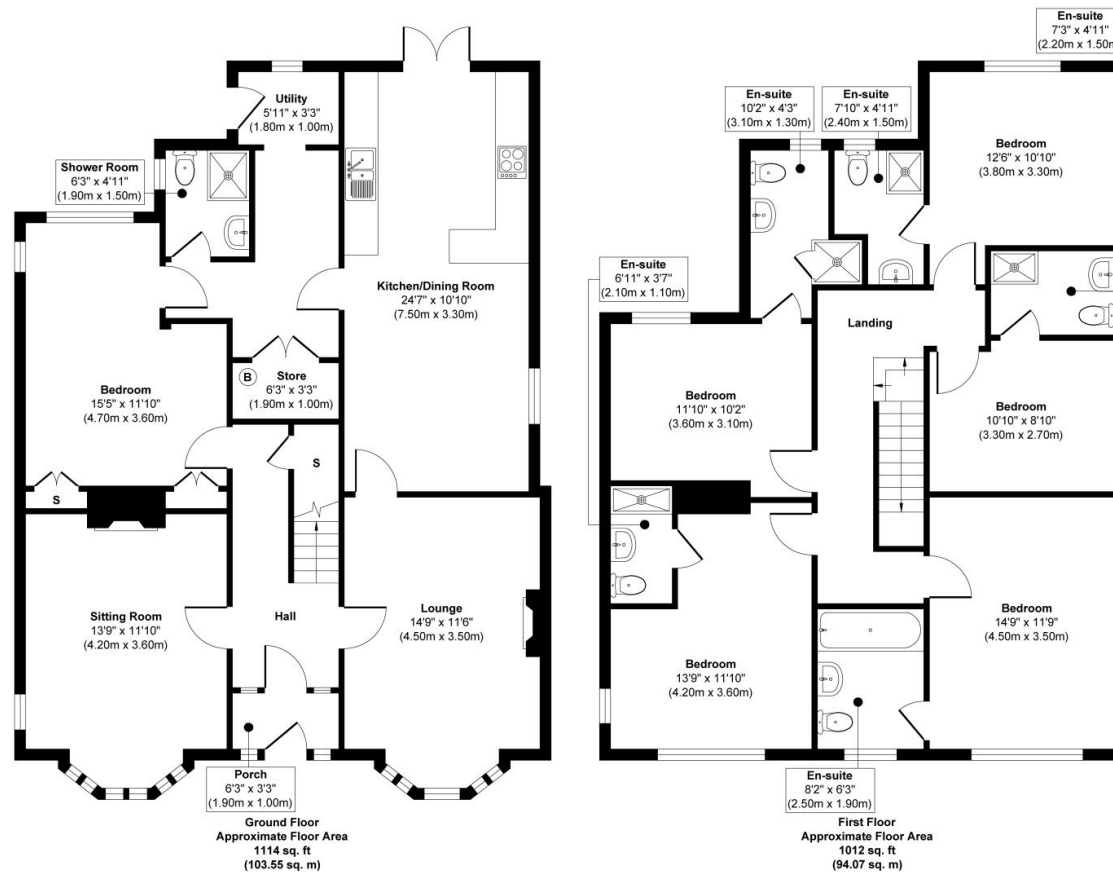 Utility
5'11" x 3'3"
(1.80m x 1.00m)
Shower Room
6'3" x 4'11"
(1.90m x 1.50m)
Kitchen/Dining Room
24'7" x 10'10"
(7.50m x 3.30m)
B
Store
6'3" x 3'3"
(1.90m x 1.00m)
Bedroom
15'5" x 11'10"
(4.70m x 3.60m)
S
S
Sitting Room
13'9" x 11'10"
(4.20m x 3.60m)
Hall
Lounge
14'9" x 11'6"
(4.50m x 3.50m)
Porch
6'3" x 3'3"
(1.90m x 1.00m)
Ground Floor
Approximate Floor Area
1114 sq. ft
(103.55 sq. m)
En-suite
7'3" x 4'11"
(2.20m x 1.50m
En-suite
10'2" x 4'3"
(3.10m x 1.30m)
En-suite
7'10" x 4'11"
(2.40m x 1.50m)
Bedroom
12'6" x 10'10"
(3.80m x 3.30m)
En-suite
6'11" x 3'7"
(2.10m x 1.10m)
Landing
Bedroom
11'10" x 10'2"
(3.60m x 3.10m)
Bedroom
10'10" x 8'10"
(3.30m x 2.70m)
Bedroom
13'9" x 11'10"
(4.20m x 3.60m)
Bedroom
14'9" x 11'9"
(4.50m x 3.50m)
En-suite
8'2" x 6'3"
(2.50m x 1.90m)
First Floor
Approximate Floor Area
1012 sq. ft
(94.07 sq. m)